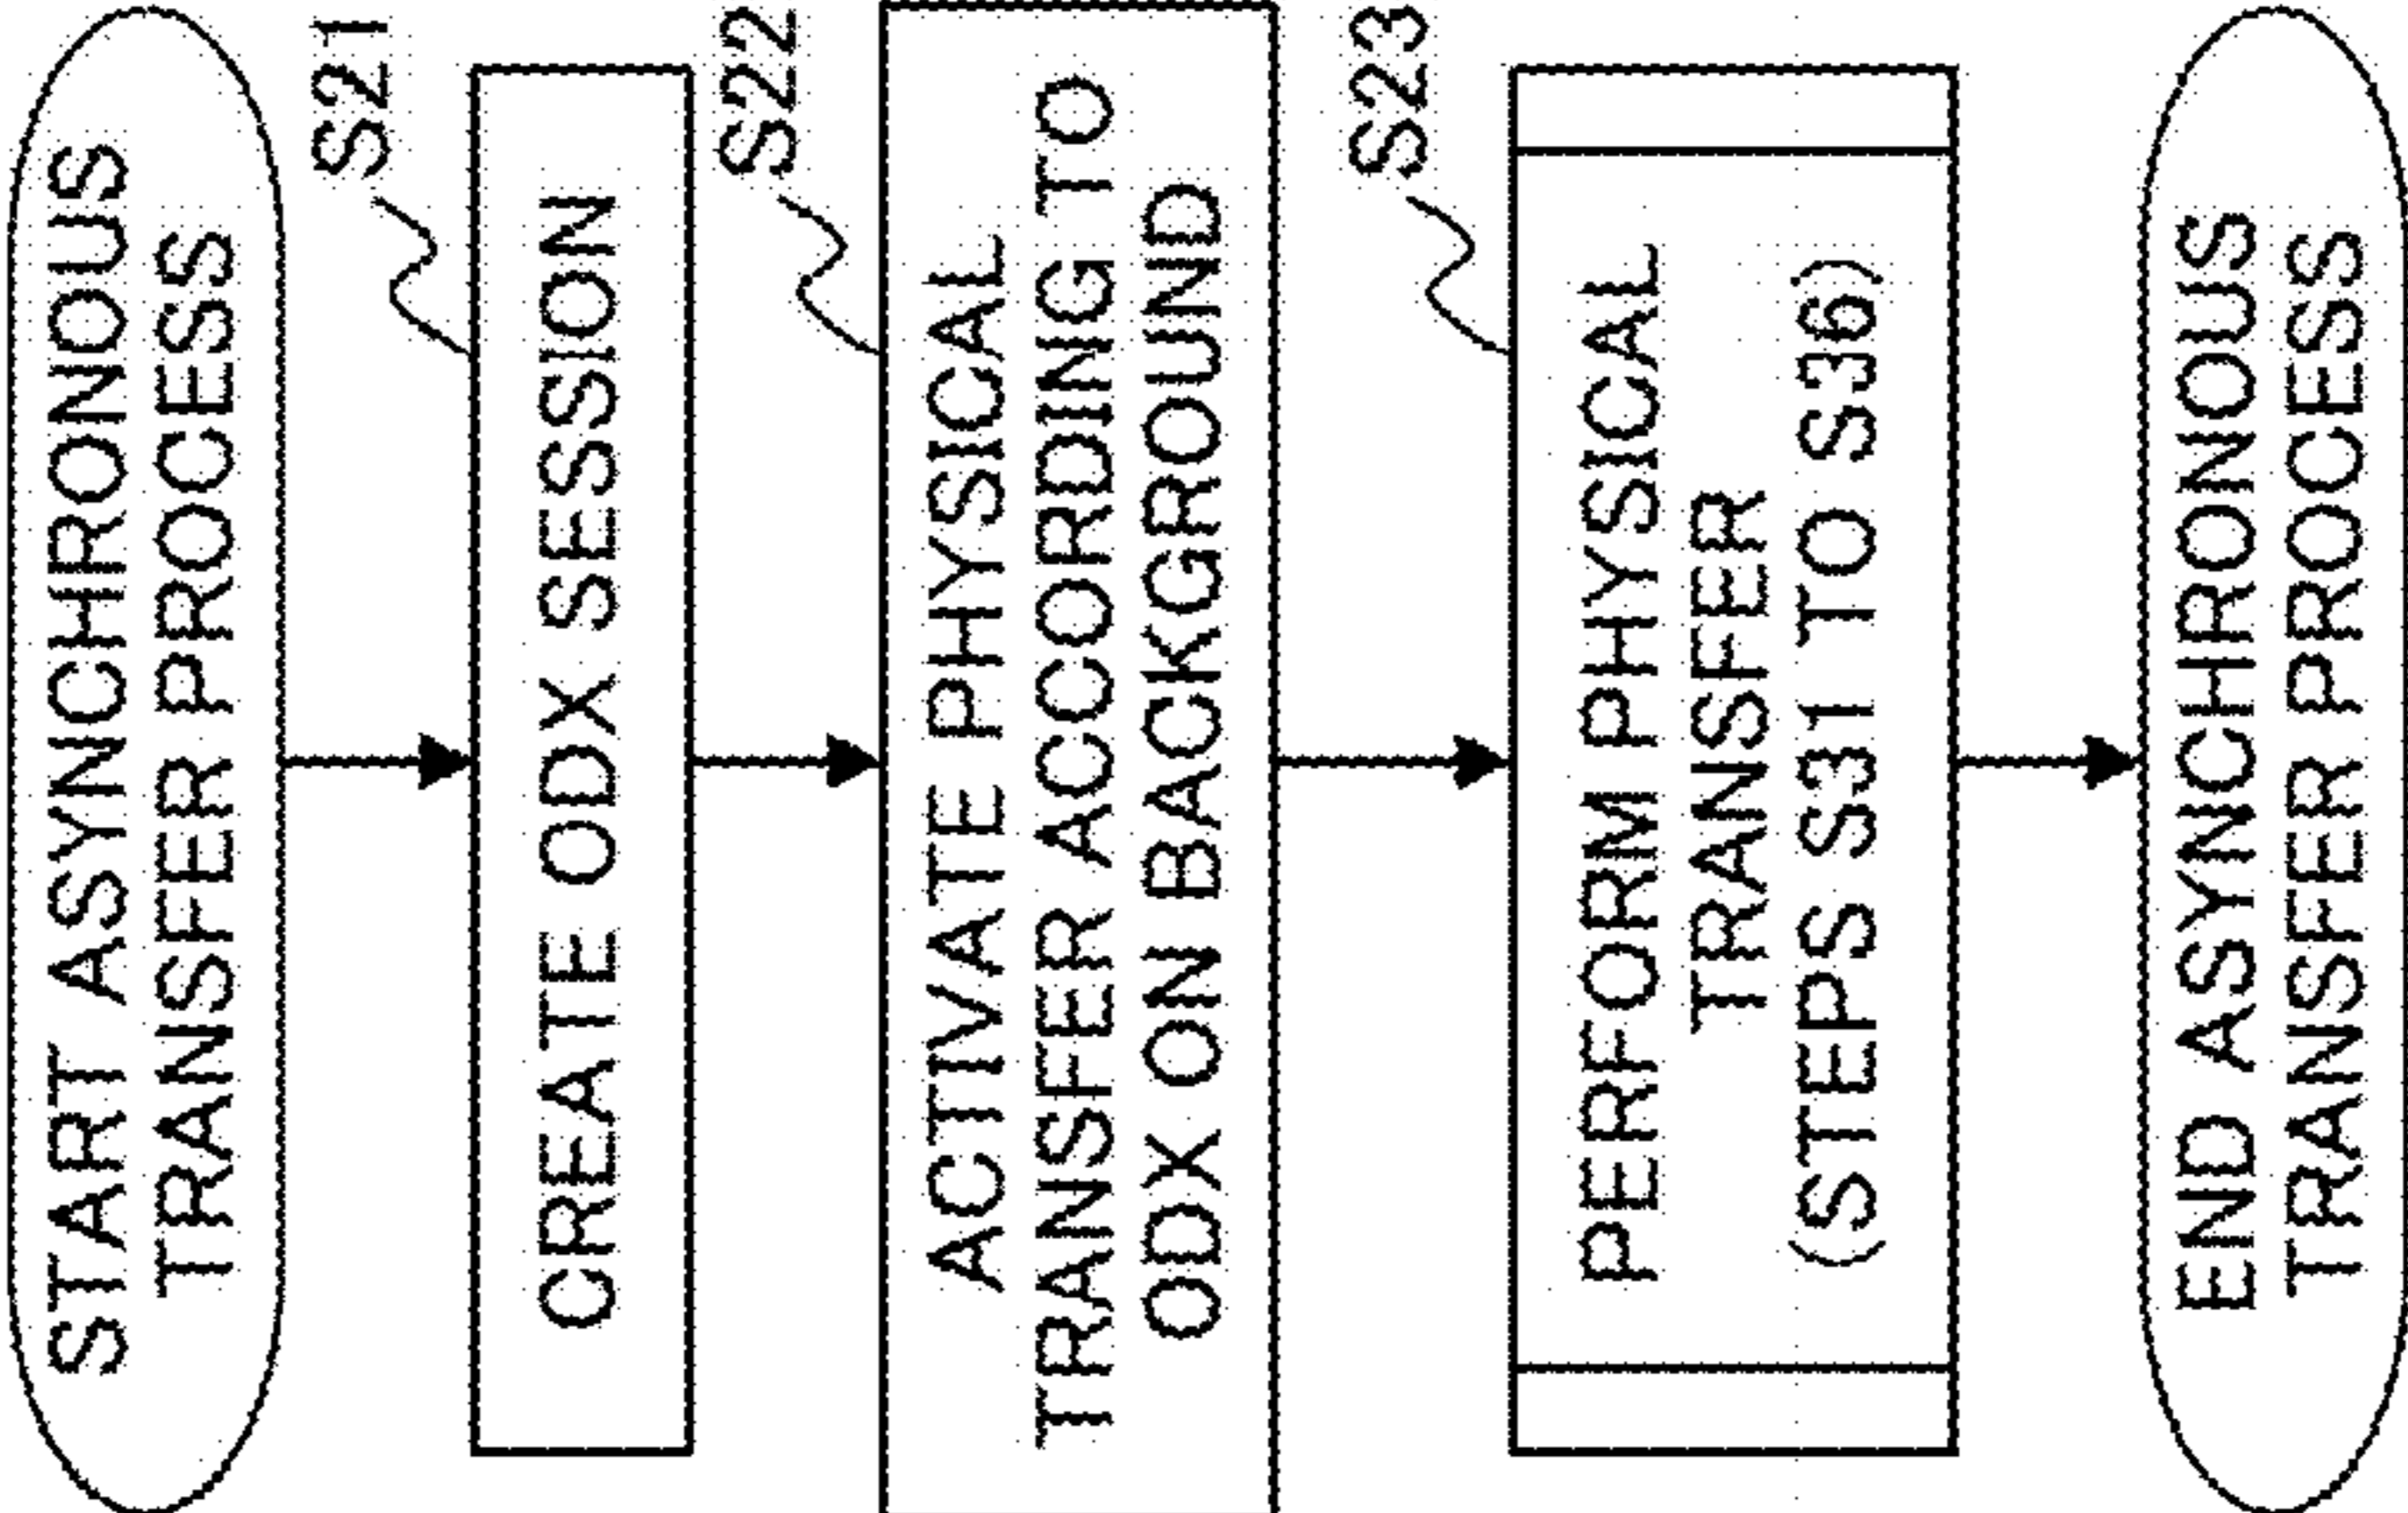 START ASYNCHRONOUS
TRANSFER PROCESS
S21
CREATE ODX SESSION
S22
ACTIVATE PHYSICAL
TRANSFER ACCORDING TO
ODX ON BACKGROUND
S23
PERFORM PHYSICAL
TRANSFER
(STEPS S31 TO S36)
END ASYNCHRONOUS
TRANSFER PROCESS